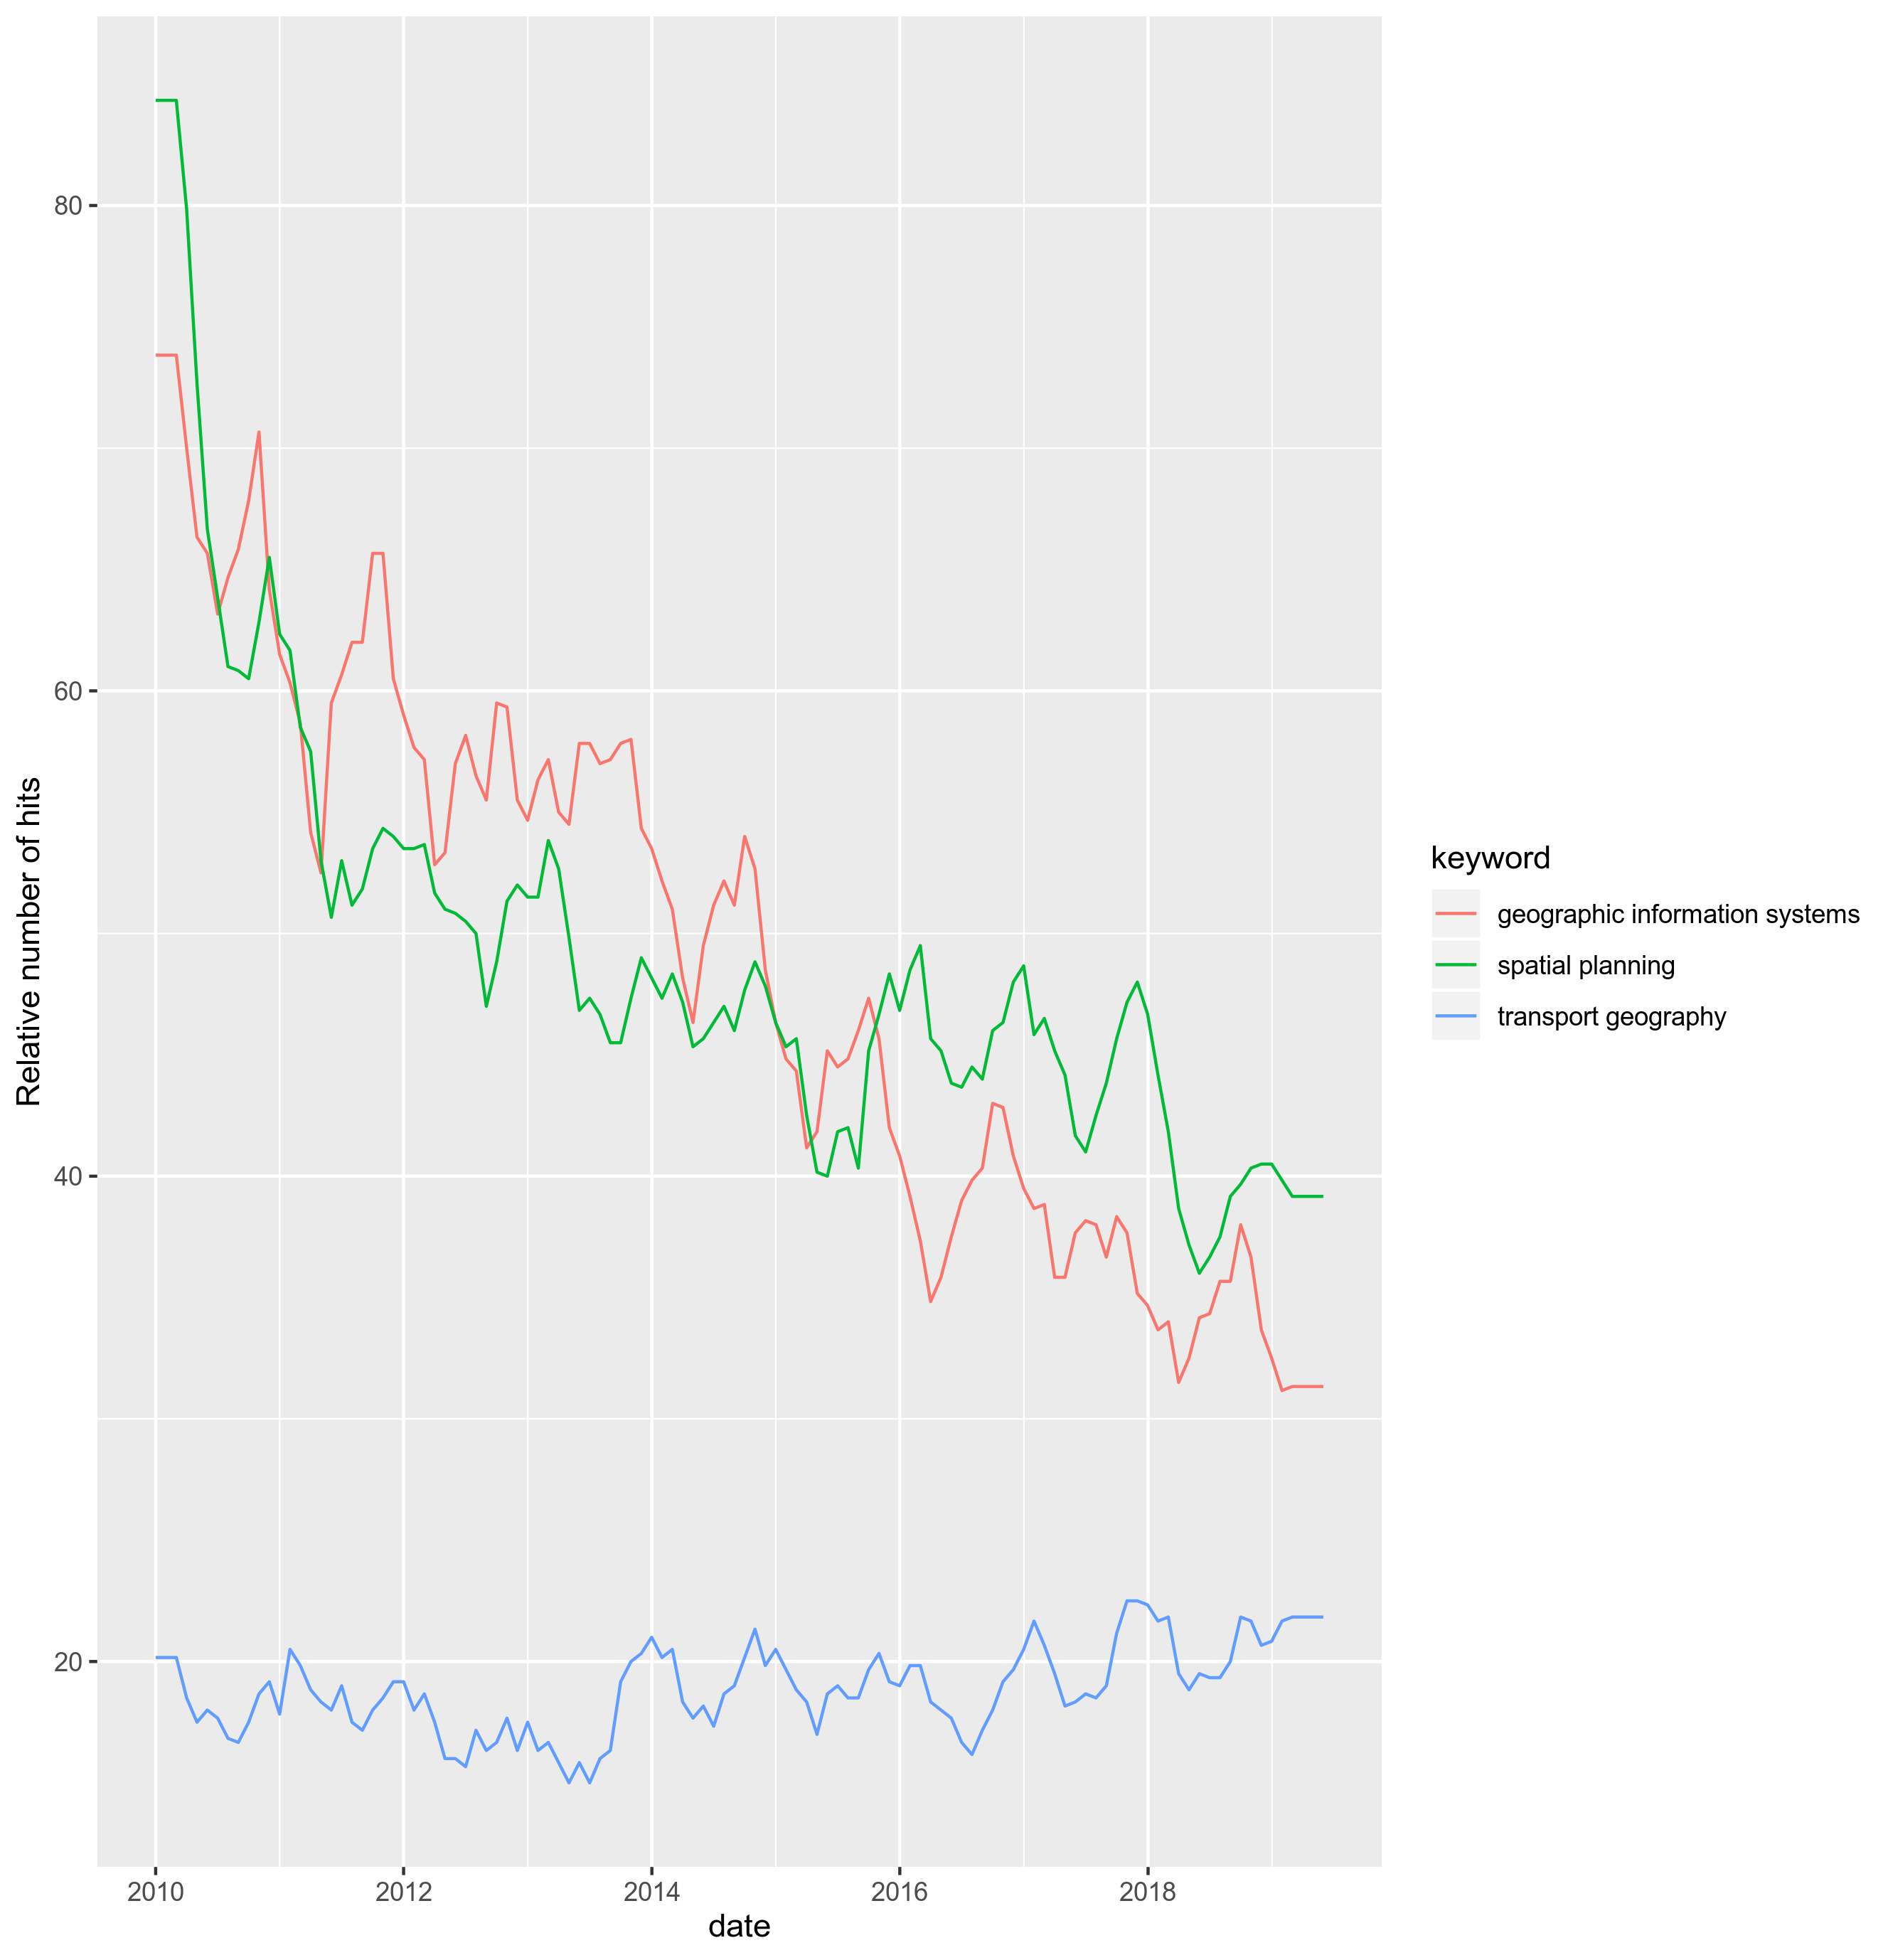 80
60
40
20
Relative number of hits
2010
2012
2014
2016
2018
date
keyword
geographic information systems
spatial planning
transport geography